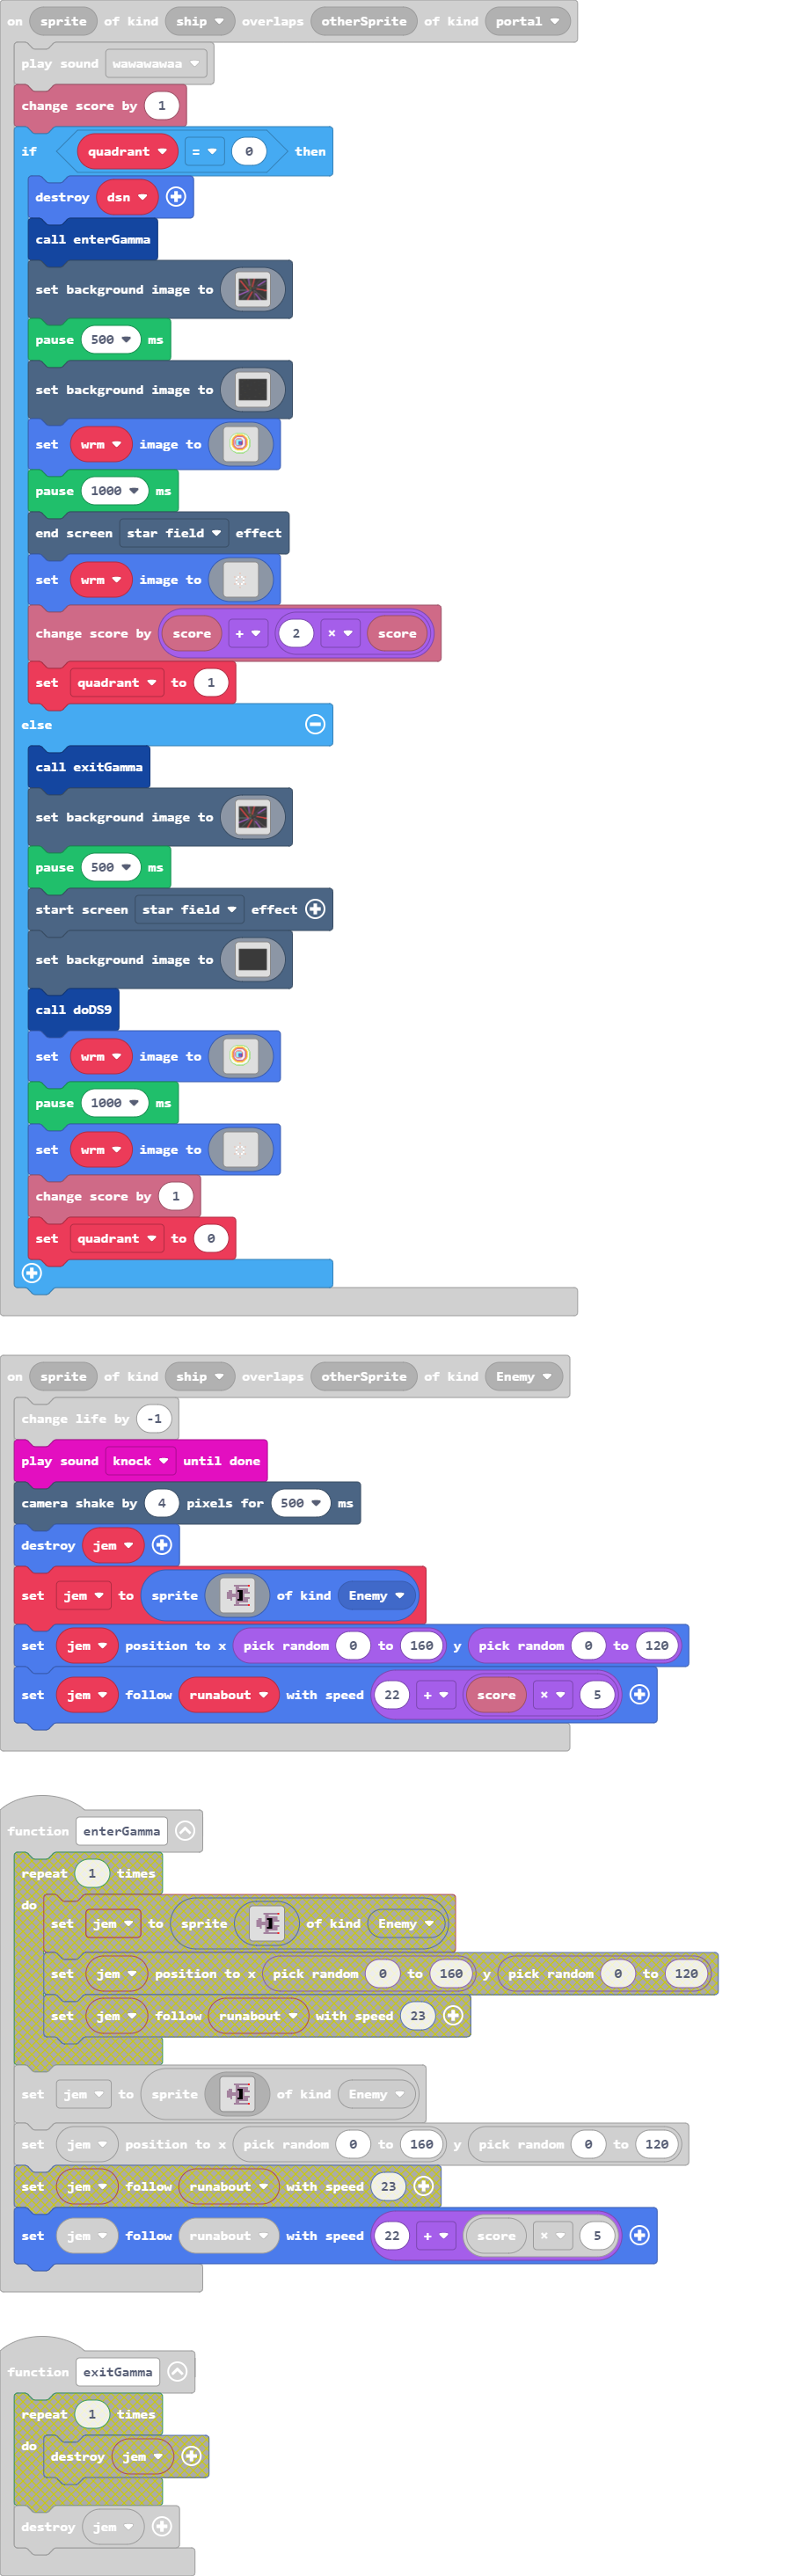 on sprite of kind ship overlaps otherSprite of kind portal
play sound wawawawaa
change score by 1
if quadrant = 0 then
destroy dsn
call enterGamma
set background image to
pause 500 ms
set background image to
set wrm image to
pause 1000 ms
end screen star field effect
set wrm image to
change score by score + 2 × score
set quadrant to 1
else
call exitGamma
set background image to
pause 500 ms
start screen star field effect
set background image to
call doDS9
set wrm image to
pause 1000 ms
set wrm image to
change score by 1
set quadrant to 0
on sprite of kind ship overlaps otherSprite of kind Enemy
change life by -1
play sound knock until done
camera shake by 4 pixels for 500 ms
destroy jem
set jem to sprite of kind Enemy
set jem position to x pick random 0 to 160 y pick random 0 to 120
set jem follow runabout with speed 22 + score × 5
function enterGamma
repeat 1 times
do
set jem to sprite of kind Enemy
set jem position to x pick random 0 to 160 y pick random 0 to 120
set jem follow runabout with speed 23
set jem to sprite of kind Enemy
set jem position to x pick random 0 to 160 y pick random 0 to 120
set jem follow runabout with speed 23
set jem follow runabout with speed 22 + score × 5
function exitGamma
repeat 1 times
do
destroy jem
destroy jem